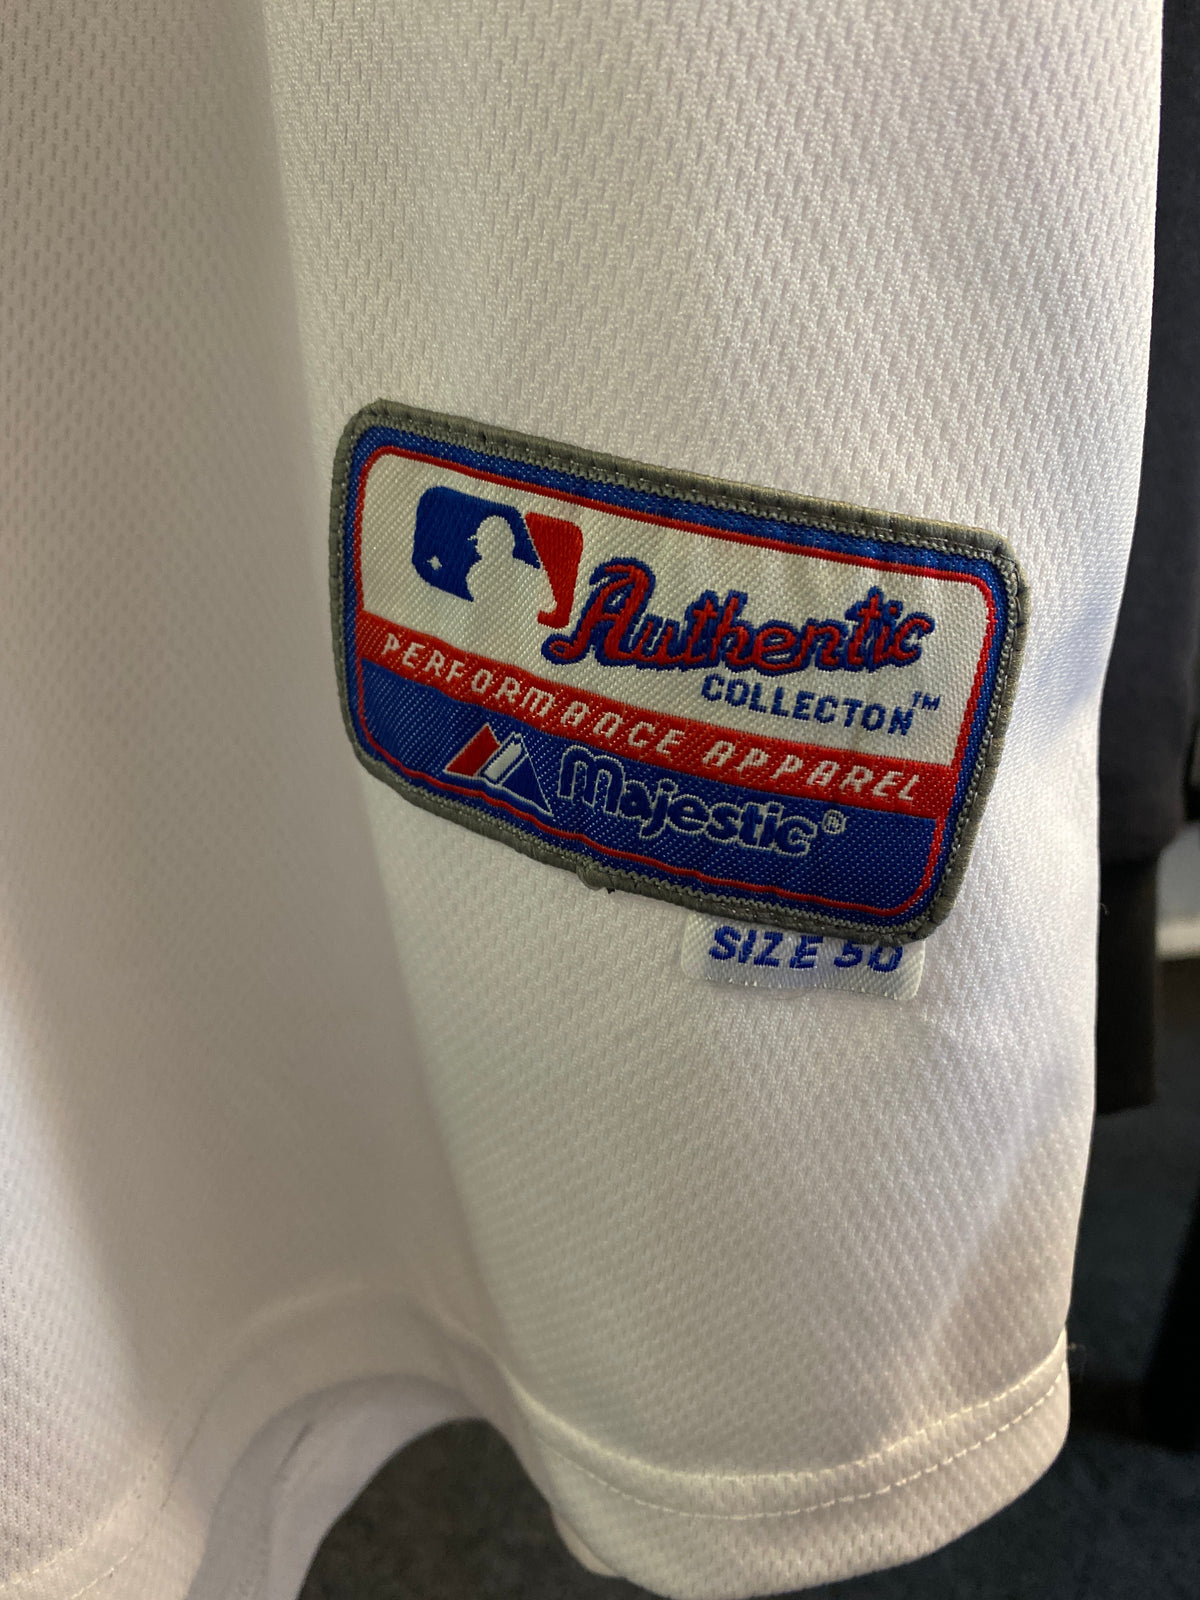 Authentic
COLLECTON™
PERFORMANCE APPAREL
Majestic®
SIZE 50